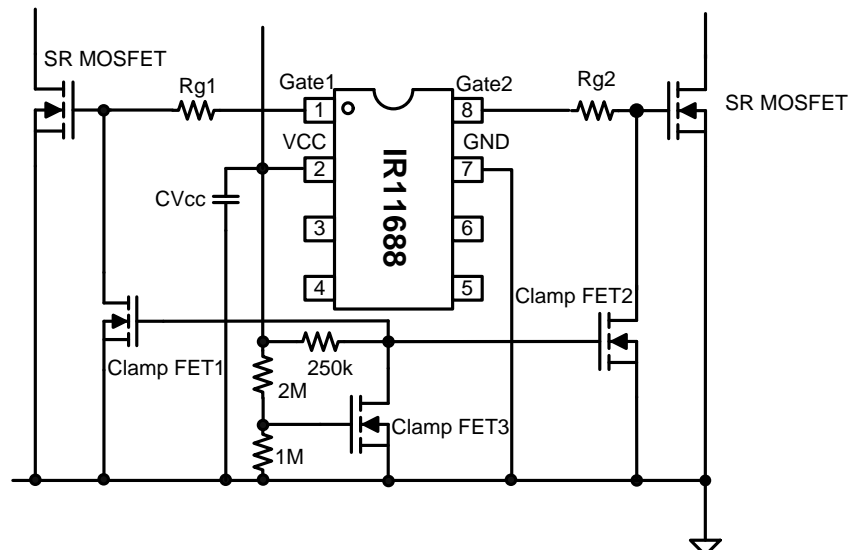 SR MOSFET
Rg1
Gate1
Gate2
Rg2
SR MOSFET
1
8
VCC
GND
IR11688
2
7
CVcc
3
6
4
5
Clamp FET2
Clamp FET1
250k
2M
Clamp FET3
1M